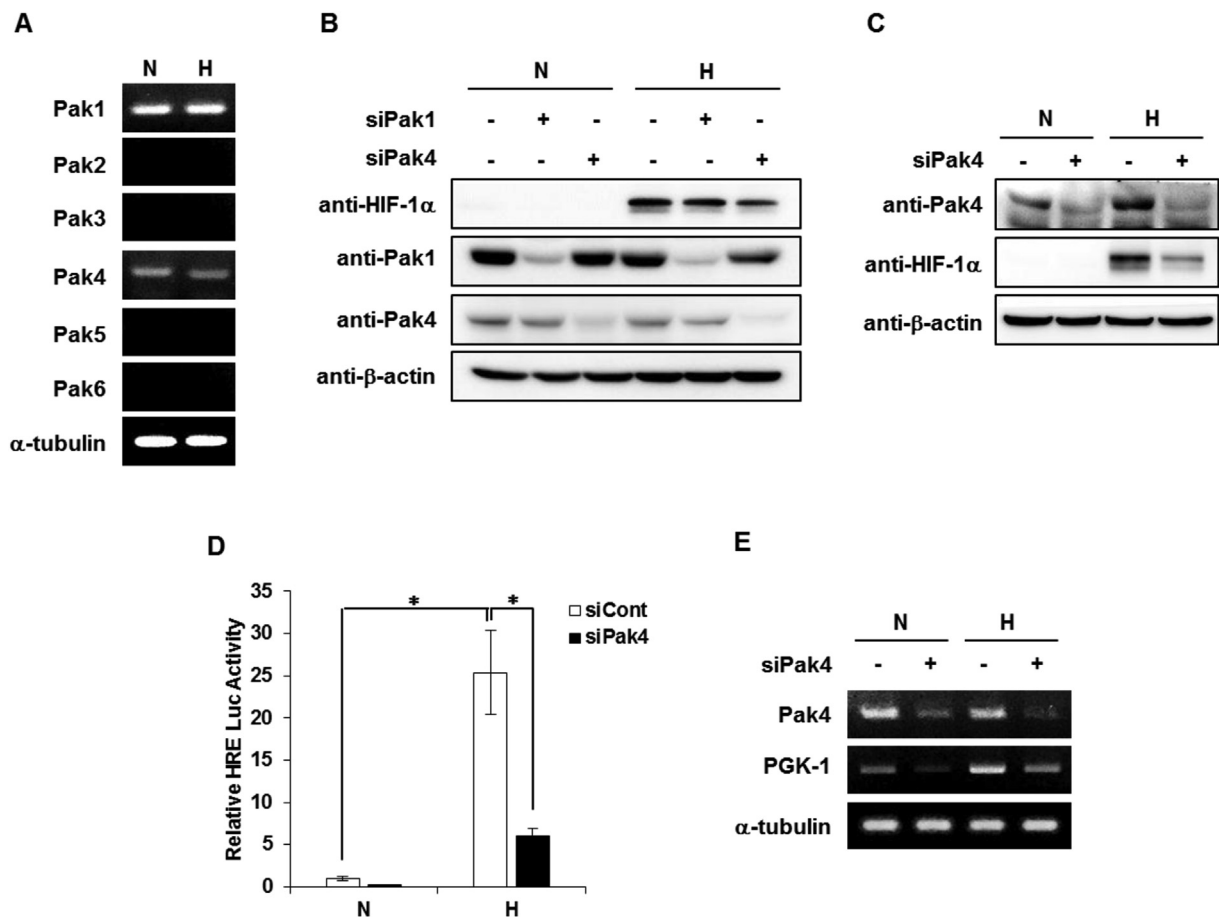 A
N H
Pak1
Pak2
Pak3
Pak4
Pak5
Pak6
α-tubulin
B
N H
siPak1 - + - - + -
siPak4 - - + - - +
anti-HIF-1α
anti-Pak1
anti-Pak4
anti-β-actin
C
N H
siPak4 - + - +
anti-Pak4
anti-HIF-1α
anti-β-actin
D
Relative HRE Luc Activity
35
30
25
20
15
10
5
0
* *
siCont
siPak4
N H
E
N H
siPak4 - + - +
Pak4
PGK-1
α-tubulin